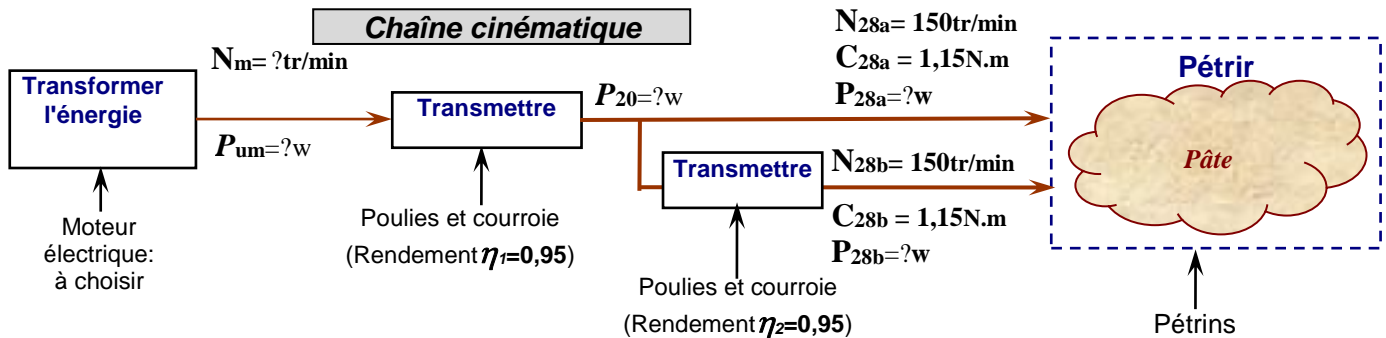 Chaîne cinématique
Transformer
l'énergie
Nm= ?tr/min
Pum=?w
Moteur
électrique:
à choisir
Transmettre
Poulies et courroie
(Rendement η1=0,95)
P20=?w
Transmettre
Poulies et courroie
(Rendement η2=0,95)
N28a= 150tr/min
C28a = 1,15N.m
P28a=?w
N28b= 150tr/min
C28b = 1,15N.m
P28b=?w
Pétrir
Pâte
Pétrins